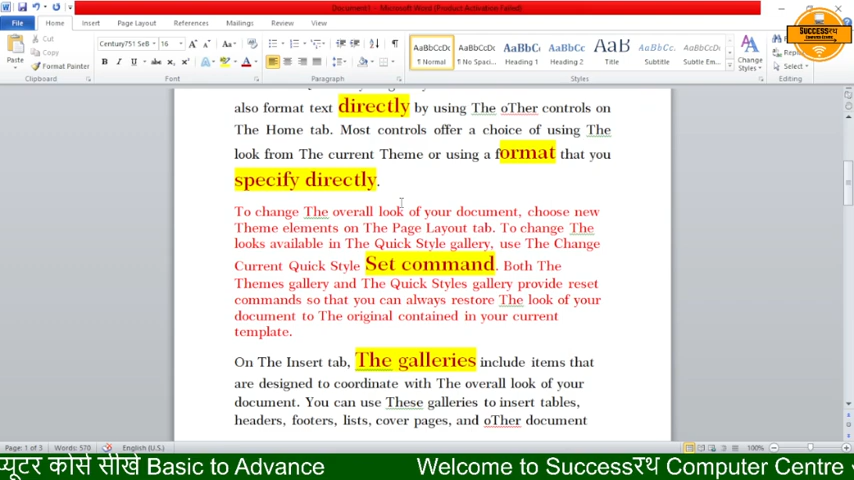 Document1 - Microsoft Word (Product Activation Failed)
File Home Insert Page Layout References Mailings Review View
Cut
Copy
Format Painter
Paste
Century751 SeB 16
Change Styles
AaBbCcDc AaBbCcDc AaBbC AaBbCc AaB AaBbCc. AaBbCcDc
¶ Normal ¶ No Spaci... Heading 1 Heading 2 Title Subtitle Subtle Em...
Replace
Select
Clipboard Font Paragraph Styles Editing
SUCCESSरथ
Computer Centre
also format text directly by using The oTher controls on
The Home tab. Most controls offer a choice of using The
look from The current Theme or using a format that you
specify directly.
To change The overall look of your document, choose new
Theme elements on The Page Layout tab. To change The
looks available in The Quick Style gallery, use The Change
Current Quick Style Set command. Both The
Themes gallery and The Quick Styles gallery provide reset
commands so that you can always restore The look of your
document to The original contained in your current
template.
On The Insert tab, The galleries include items that
are designed to coordinate with The overall look of your
document. You can use These galleries to insert tables,
headers, footers, lists, cover pages, and oTher document
Page: 1 of 3 Words: 570 English (U.S.) 100%
प्यूटर कोर्स सीखे Basic to Advance Welcome to Successरथ Computer Centre